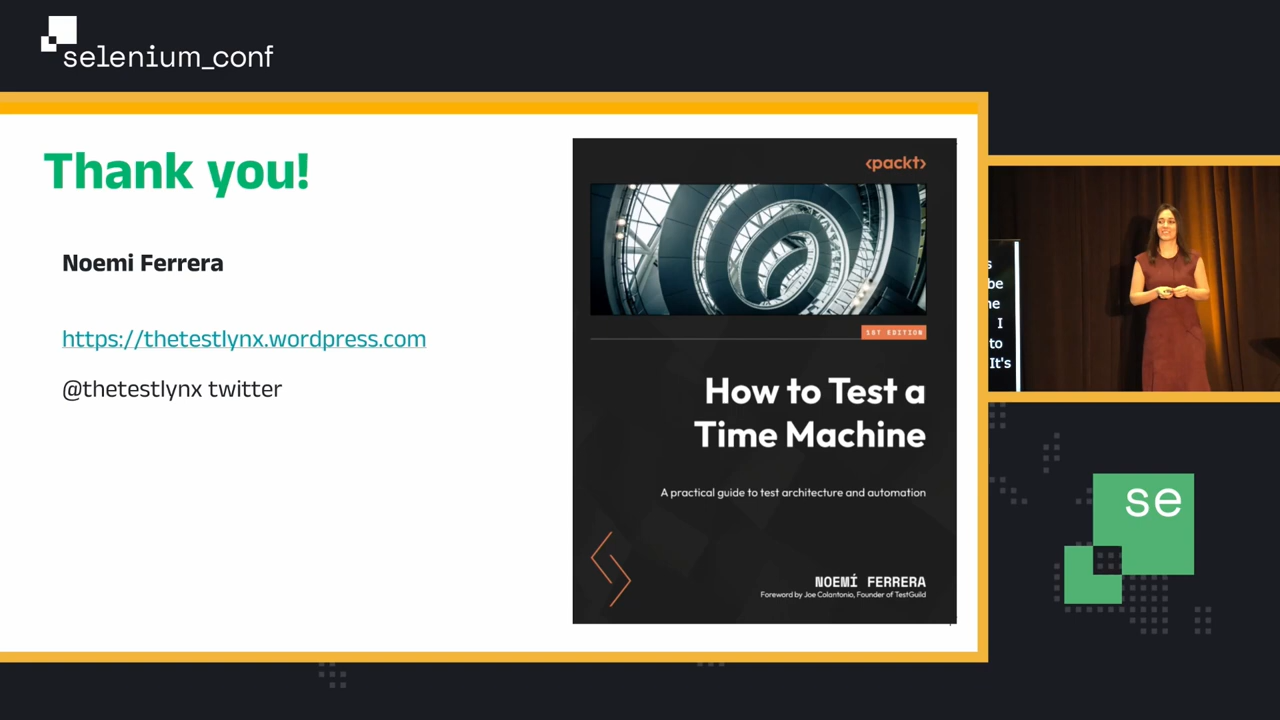 selenium_conf
Thank you!
Noemi Ferrera
https://thetestlynx.wordpress.com
@thetestlynx twitter
<packt>
1ST EDITION
How to Test a
Time Machine
A practical guide to test architecture and automation
NOEMÍ FERRERA
Foreword by Joe Colantonio, Founder of TestGuild
s
be
ne
I
to
It's
se